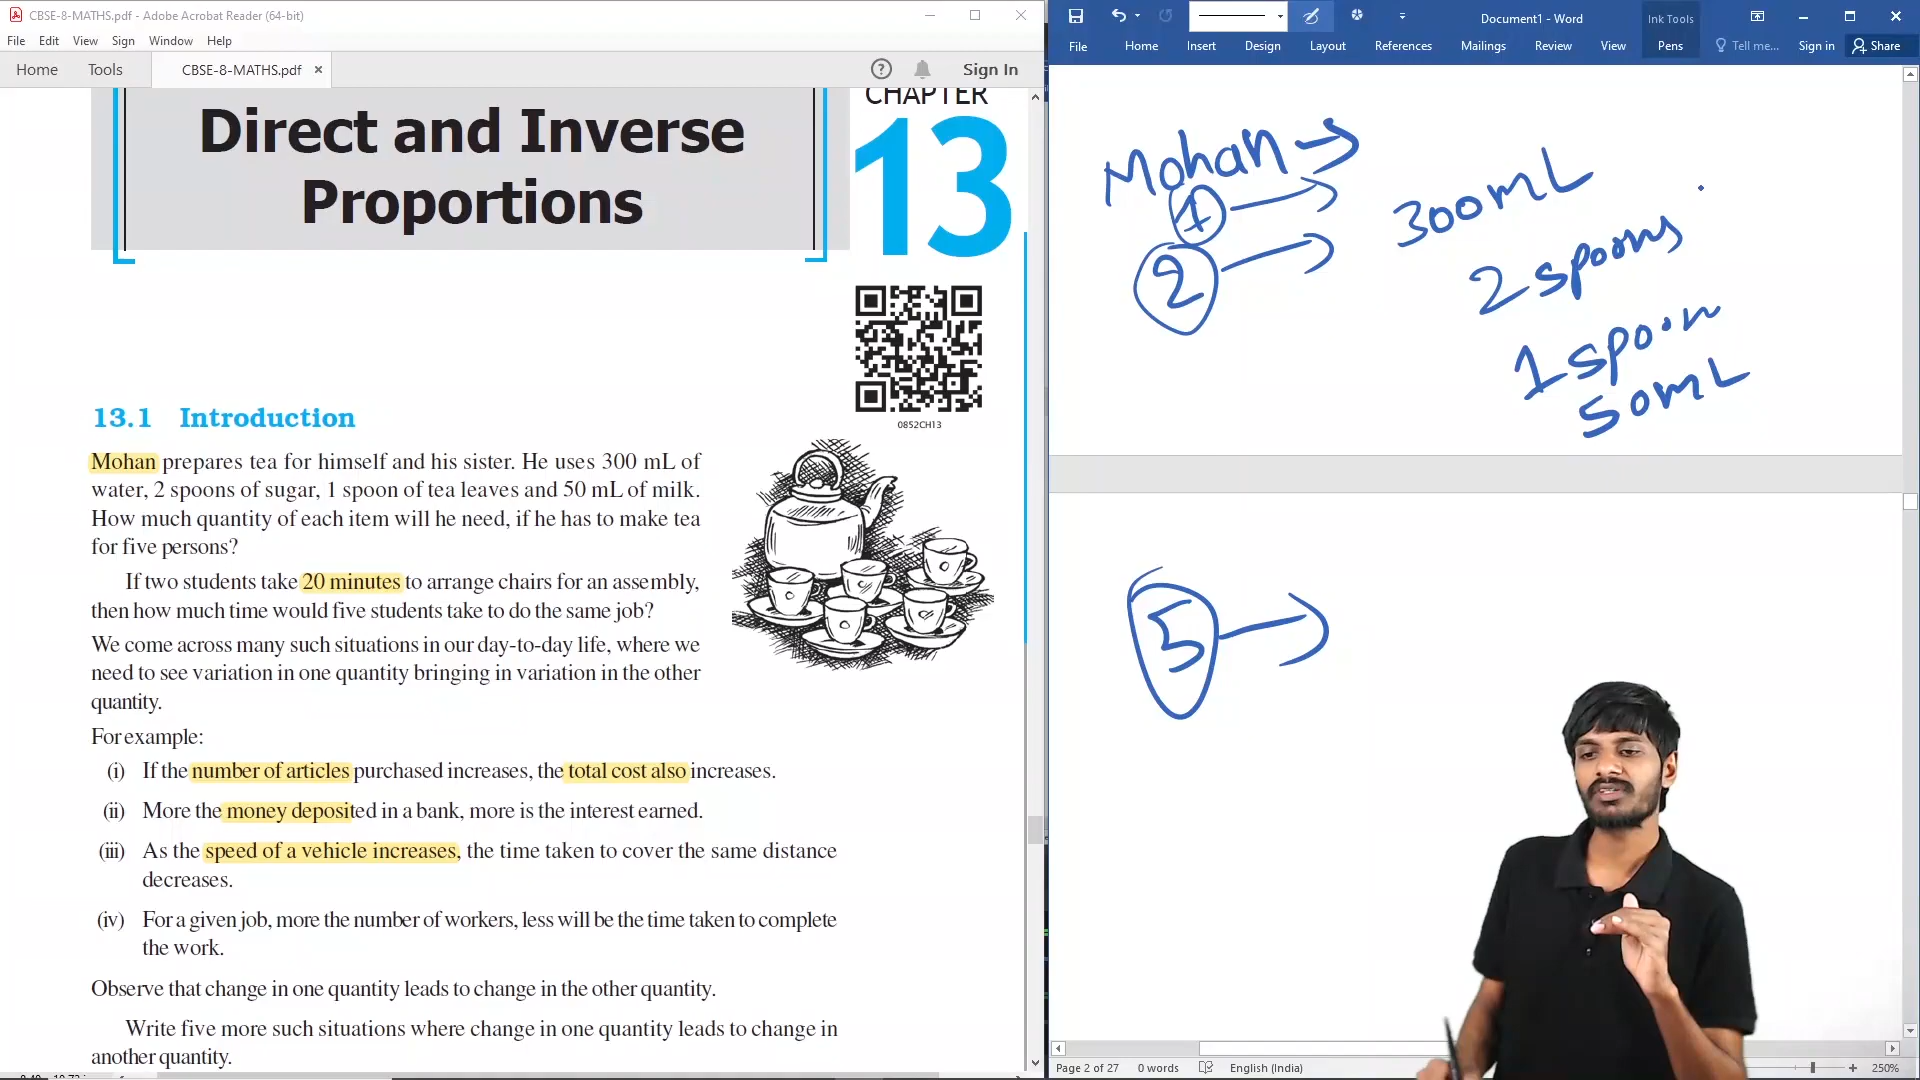 CBSE-8-MATHS.pdf - Adobe Acrobat Reader (64-bit)
File Edit View Sign Window Help
Home Tools CBSE-8-MATHS.pdf × Sign In
CHAPTER
13
Direct and Inverse
Proportions
0852CH13
13.1 Introduction
Mohan prepares tea for himself and his sister. He uses 300 mL of
water, 2 spoons of sugar, 1 spoon of tea leaves and 50 mL of milk.
How much quantity of each item will he need, if he has to make tea
for five persons?
If two students take 20 minutes to arrange chairs for an assembly,
then how much time would five students take to do the same job?
We come across many such situations in our day-to-day life, where we
need to see variation in one quantity bringing in variation in the other
quantity.
For example:
(i) If the number of articles purchased increases, the total cost also increases.
(ii) More the money deposited in a bank, more is the interest earned.
(iii) As the speed of a vehicle increases, the time taken to cover the same distance
decreases.
(iv) For a given job, more the number of workers, less will be the time taken to complete
the work.
Observe that change in one quantity leads to change in the other quantity.
Write five more such situations where change in one quantity leads to change in
another quantity.
Document1 - Word
Ink Tools
File Home Insert Design Layout References Mailings Review View Pens Tell me... Sign in Share
Mohan →
1 →
2 →
300mL
2 spoons
1 spoon
50mL
5 →
Page 2 of 27 0 words English (India) 250%